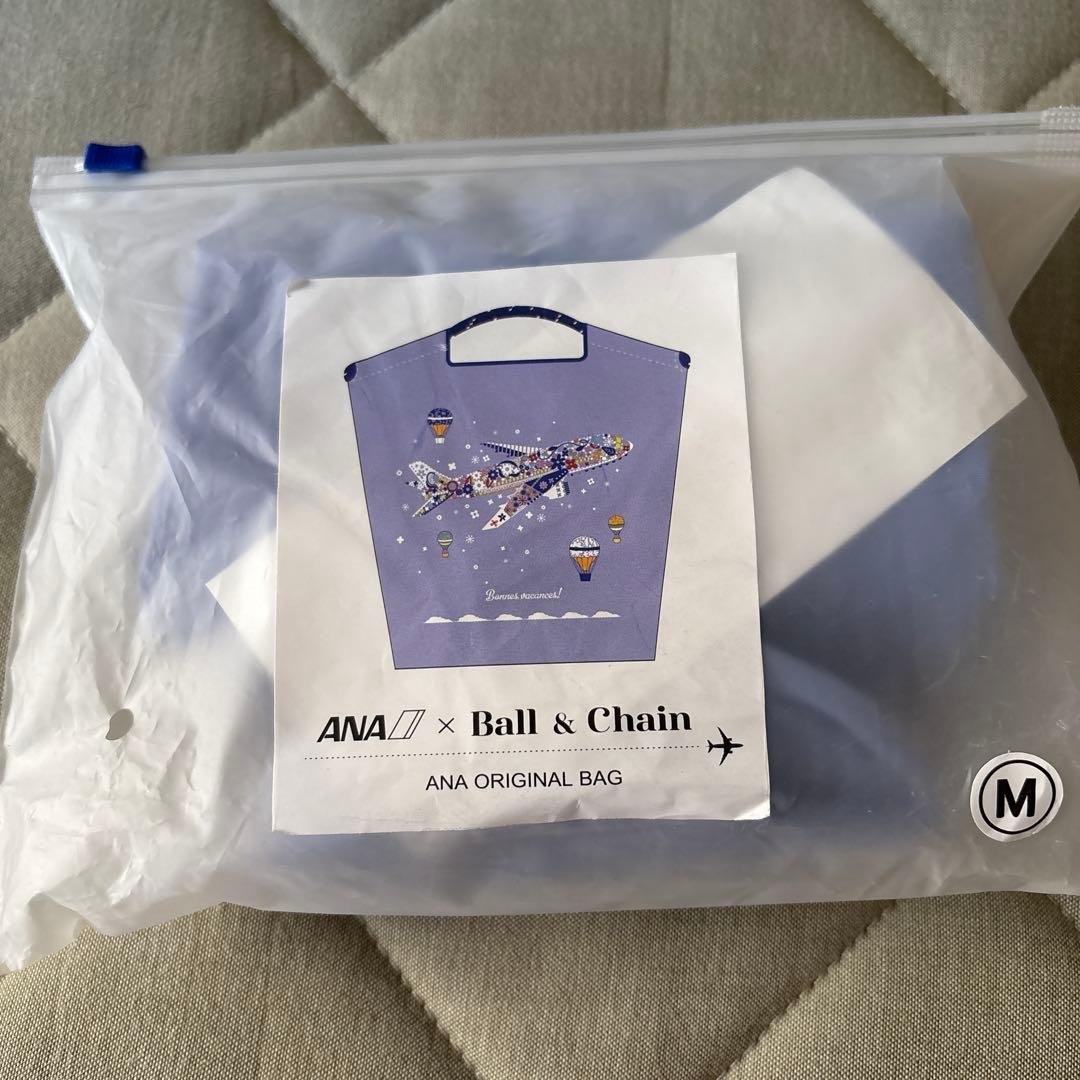 Bonnes vacances!
ANA × Ball & Chain
ANA ORIGINAL BAG
M